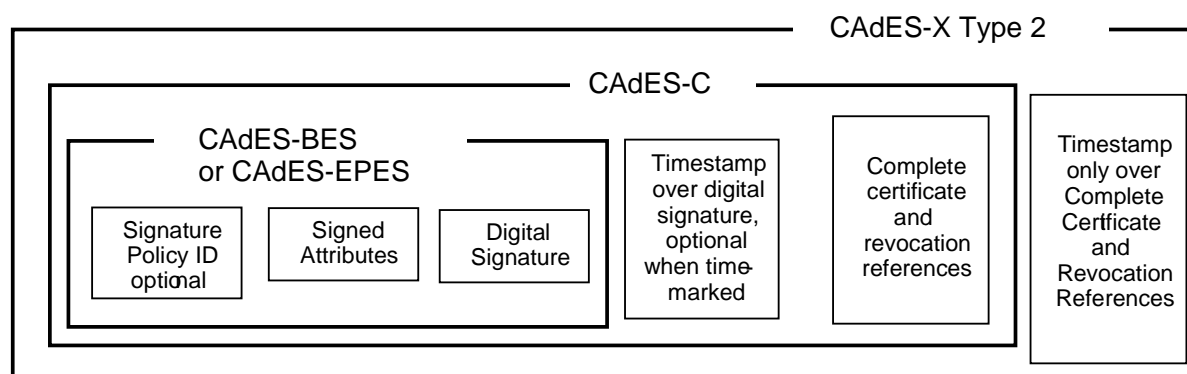 CAdES-X Type 2
CAdES-C
CAdES-BES
or CAdES-EPES
Signature
Policy ID
optional
Signed
Attributes
Digital
Signature
Timestamp
over digital
signature,
optional
when time-
marked
Complete
certificate
and
revocation
references
Timestamp
only over
Complete
Certificate
and
Revocation
References